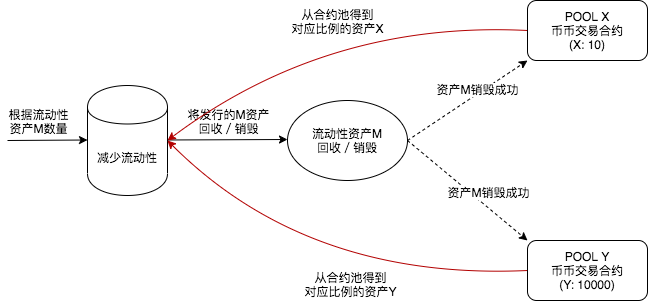 从合约池得到
对应比例的资产X
POOL X
币币交易合约
(X: 10)
资产M销毁成功
根据流动性
资产M数量
减少流动性
将发行的M资产
回收 / 销毁
流动性资产M
回收 / 销毁
资产M销毁成功
POOL Y
币币交易合约
(Y: 10000)
从合约池得到
对应比例的资产Y